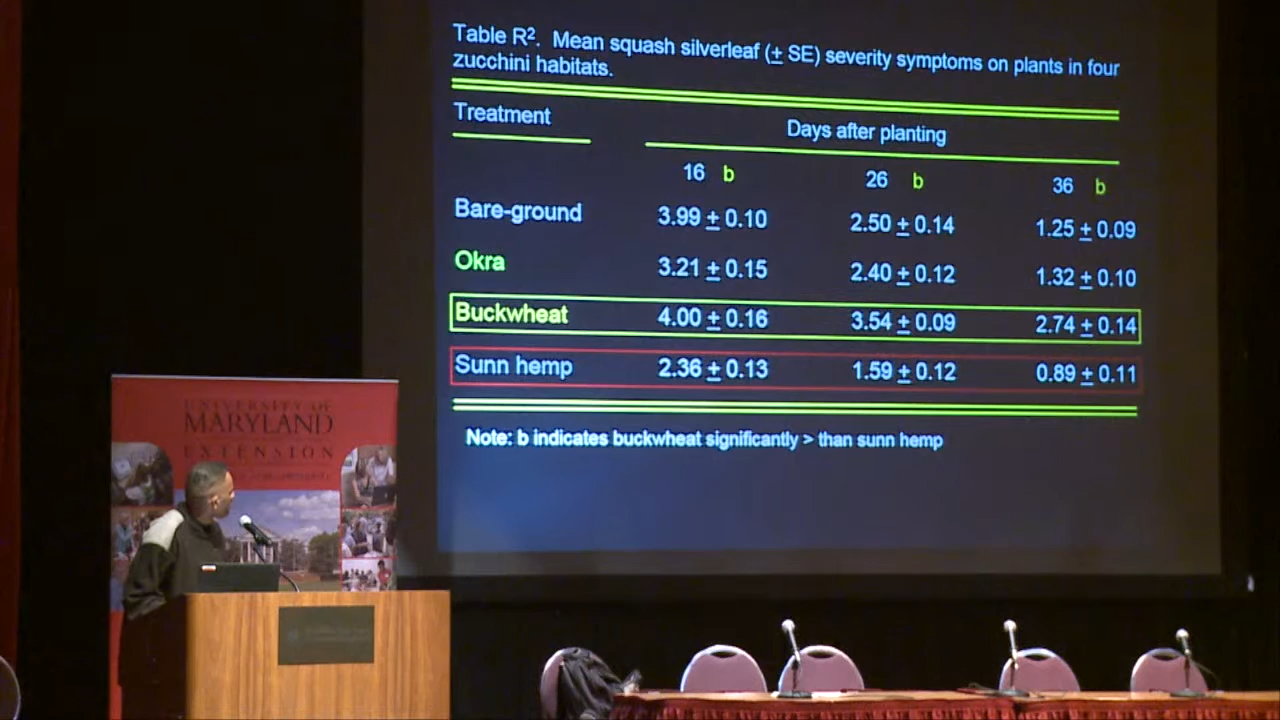 Table R². Mean squash silverleaf (± SE) severity symptoms on plants in four
zucchini habitats.
Treatment
Days after planting
16 b 26 b 36 b
Bare-ground 3.99 ± 0.10 2.50 ± 0.14 1.25 ± 0.09
Okra 3.21 ± 0.15 2.40 ± 0.12 1.32 ± 0.10
Buckwheat 4.00 ± 0.16 3.54 ± 0.09 2.74 ± 0.14
Sunn hemp 2.36 ± 0.13 1.59 ± 0.12 0.89 ± 0.11
Note: b indicates buckwheat significantly > than sunn hemp
UNIVERSITY OF
MARYLAND
EXTENSION